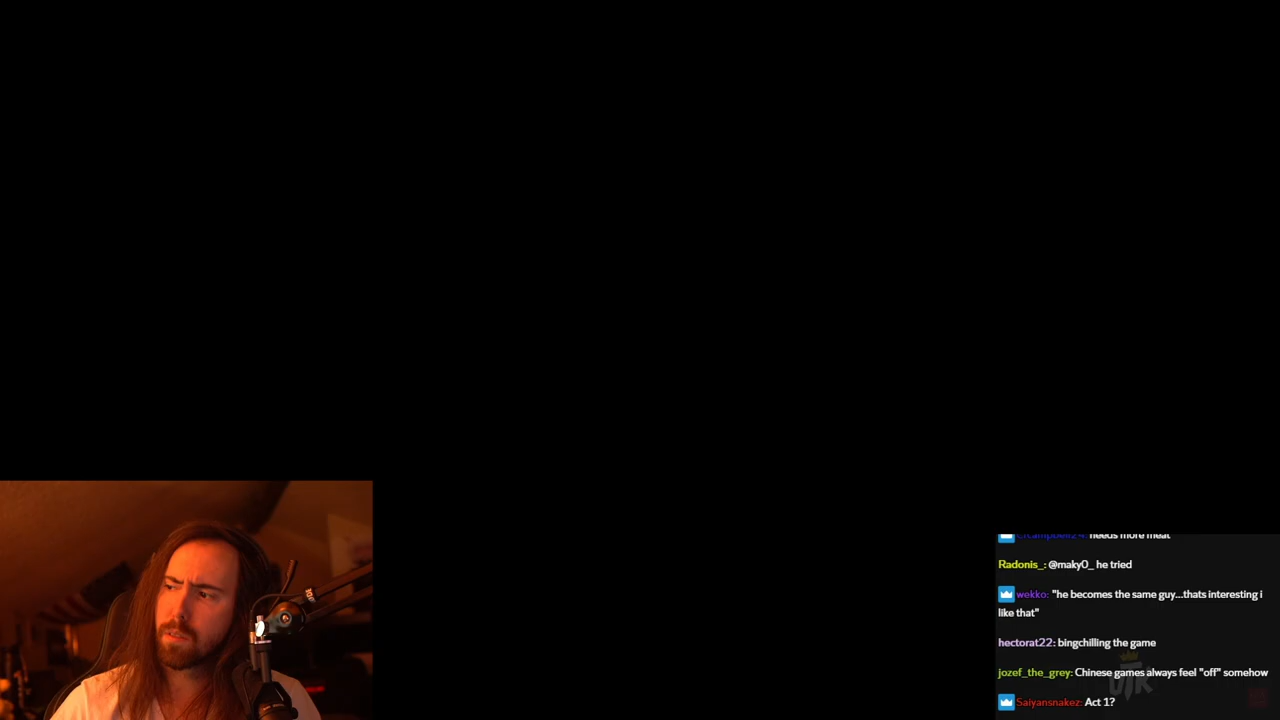 needs more meat
Radonis_: @maky0_ he tried
wekko: "he becomes the same guy...thats interesting i
like that"
hectorat22: bingchilling the game
jozef_the_grey: Chinese games always feel "off" somehow
Saiyansnakez: Act 1?